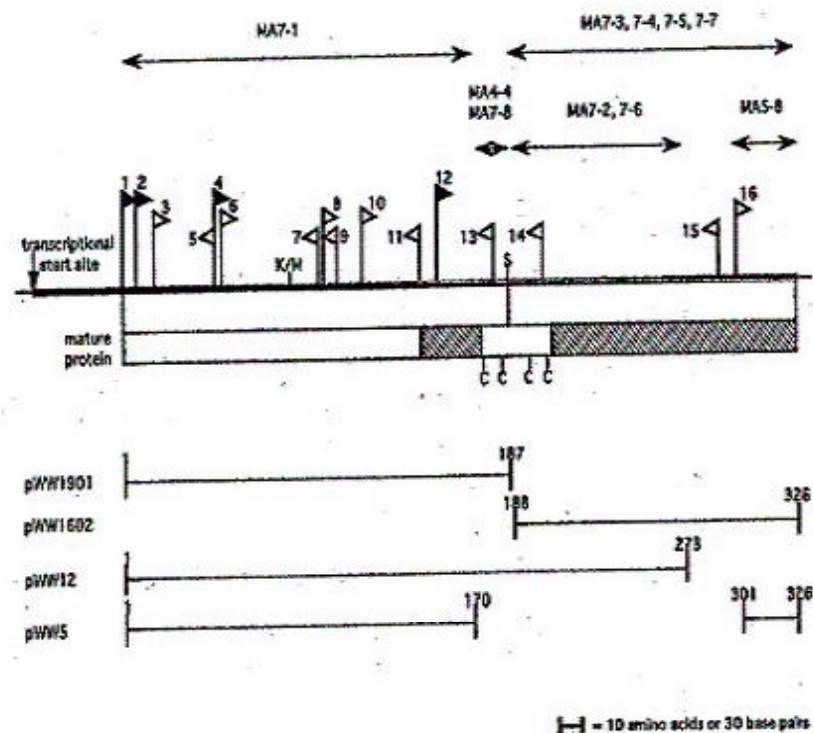 MA7-1
MA7-3, 7-4, 7-5, 7-7
MA4-4
MA7-8
MA7-2, 7-6
MA5-8
1 2 3 4 5 6 7 8 9 10 11 12 13 14 15 16
transcriptional
start site
K/H
S
mature
protein
C C C C
pWW1901
1 187
pWW1602
188 326
pWW12
1 273
pWW5
1 170 301 326
= 10 amino acids or 30 base pairs